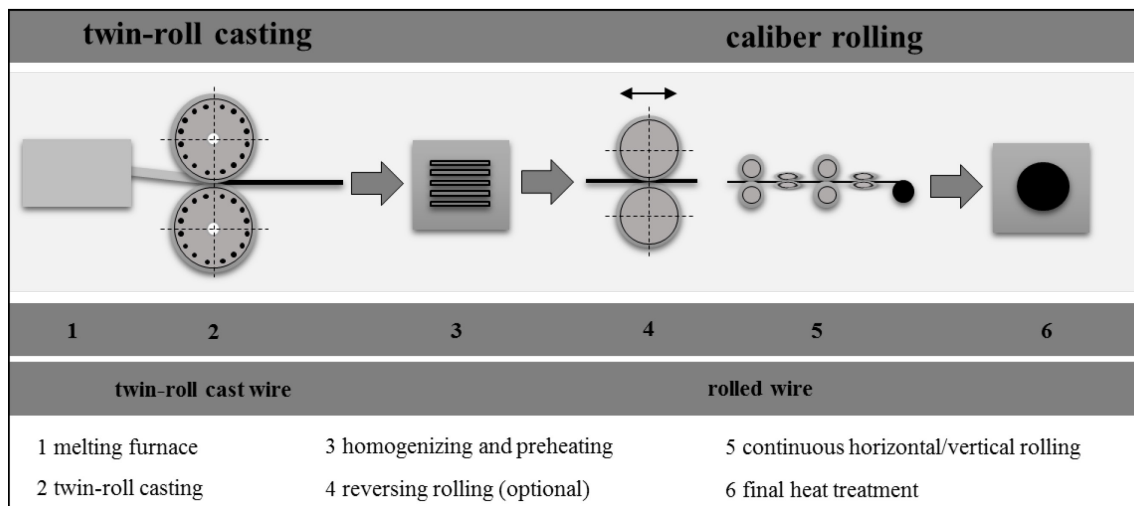 twin-roll casting caliber rolling
1 2 3 4 5 6
twin-roll cast wire rolled wire
1 melting furnace 3 homogenizing and preheating 5 continuous horizontal/vertical rolling
2 twin-roll casting 4 reversing rolling (optional) 6 final heat treatment